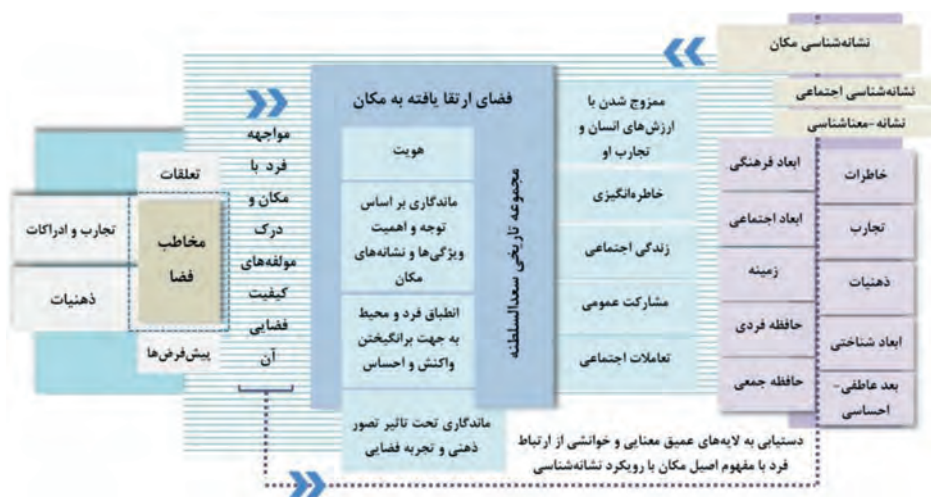 نشانه‌شناسی مکان
نشانه‌شناسی اجتماعی
نشانه-معناشناسی
خاطرات
تجارب
ذهنیات
ابعاد شناختی
بعد عاطفی-
احساسی
ابعاد فرهنگی
ابعاد اجتماعی
زمینه
حافظه فردی
حافظه جمعی
ممزوج شدن با
ارزش‌های انسان و
تجارب او
خاطره‌انگیزی
زندگی اجتماعی
مشارکت عمومی
تعاملات اجتماعی
فضای ارتقا یافته به مکان
مجموعه تاریخی سعدالسلطنه
هویت
ماندگاری بر اساس
توجه و اهمیت
ویژگی‌ها و نشانه‌های
مکان
انطباق فرد و محیط
به جهت برانگیختن
واکنش و احساس
ماندگاری تحت تاثیر تصور
ذهنی و تجربه فضایی
مواجهه
فرد با
مکان و
درک
مولفه‌های
کیفیت
فضایی
آن
تعلقات
مخاطب
فضا
پیش‌فرض‌ها
تجارب و ادراکات
ذهنیات
دستیابی به لایه‌های عمیق معنایی و خوانشی از ارتباط
فرد با مفهوم اصیل مکان با رویکرد نشانه‌شناسی